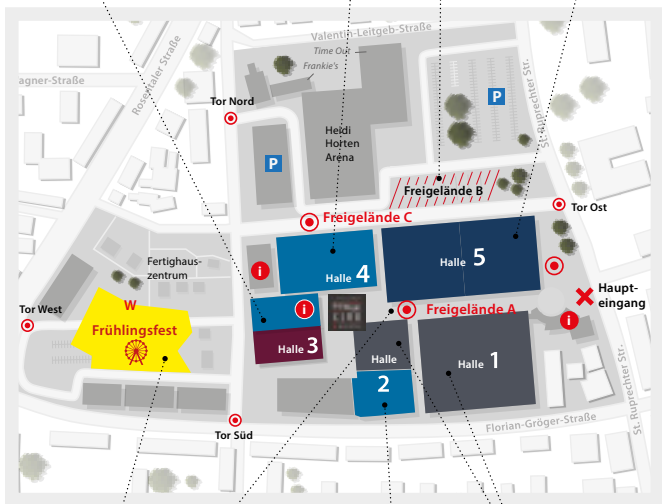 Valentin-Leitgeb-Straße
Time Out
Frankie's
agner-Straße
Rosentaler Straße
St. Ruprechter Str.
Tor Nord
P
P
Heidi
Horten
Arena
Freigelände B
Tor Ost
Freigelände C
Fertighaus-
zentrum
i
Halle 4
Halle 5
Haupt-
eingang
W
Tor West
Frühlingsfest
i
Freigelände A
i
Halle 3
Halle
2
Halle 1
Tor Süd
Florian-Gröger-Straße
St. Ruprechter Str.